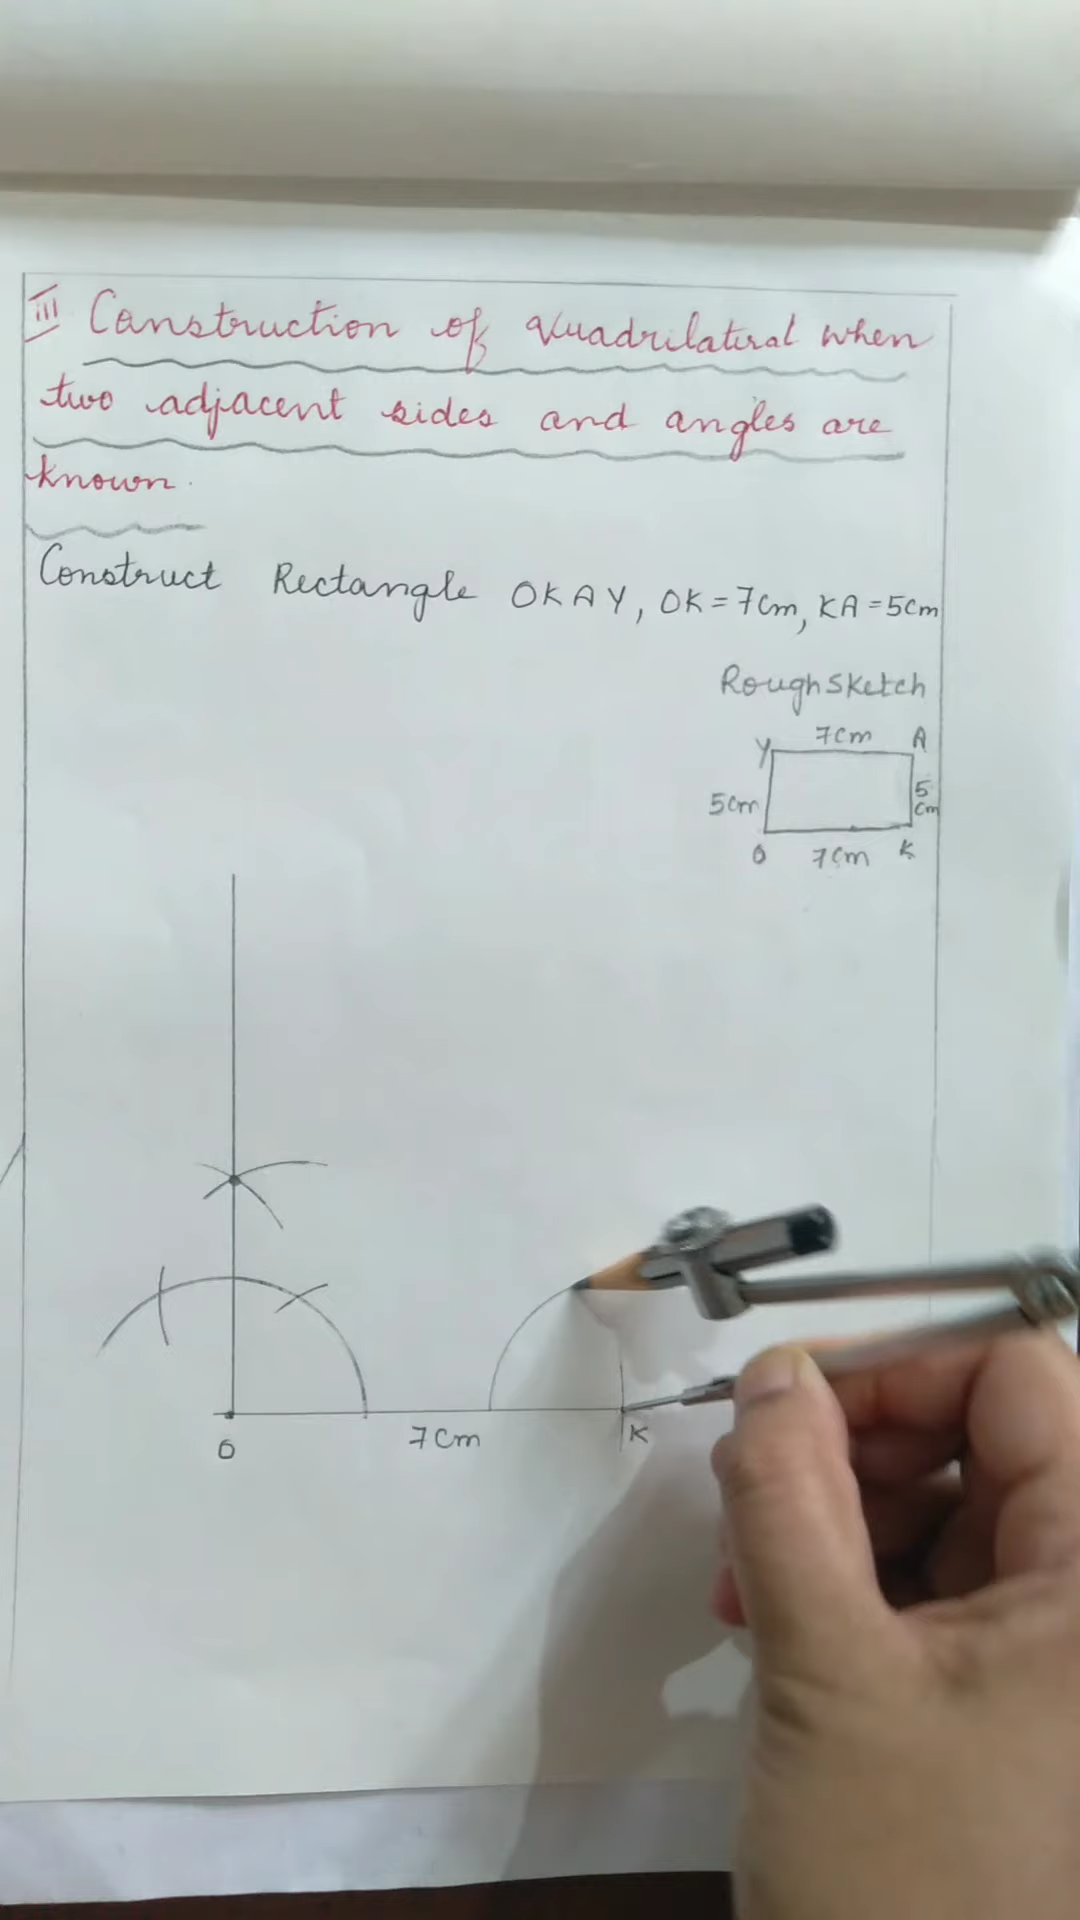 iii Construction of Quadrilateral when
two adjacent sides and angles are
known.
Construct Rectangle OKAY, OK=7cm, KA=5cm
Rough Sketch
Y 7cm A
5cm 5 cm
O 7cm K
O 7cm K